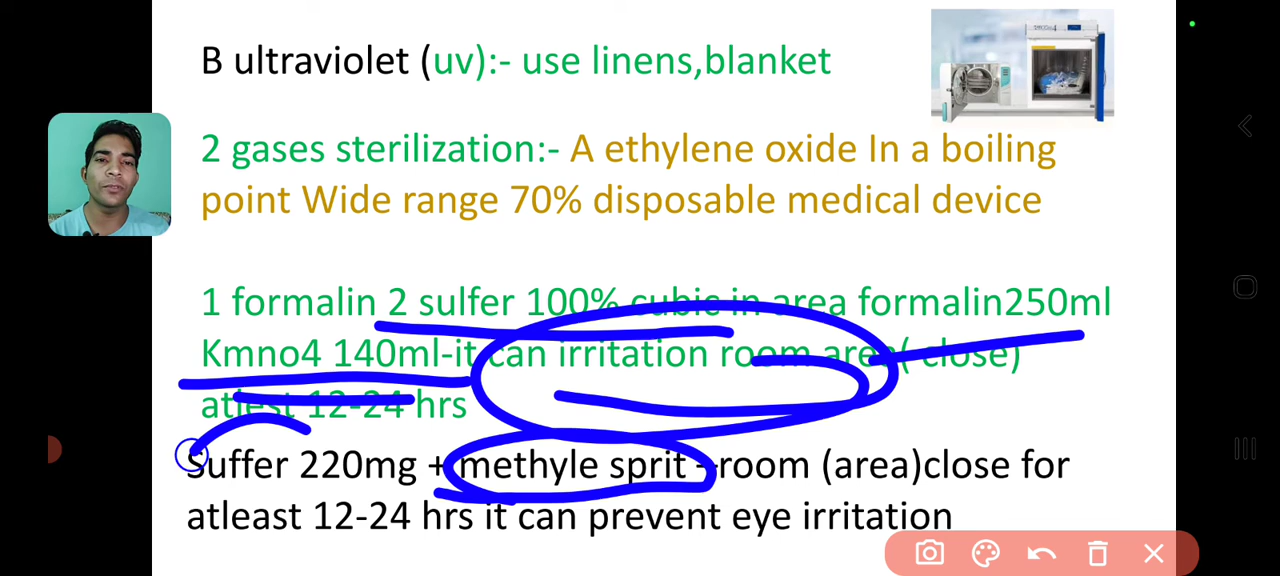 B ultraviolet (uv):- use linens,blanket
2 gases sterilization:- A ethylene oxide In a boiling
point Wide range 70% disposable medical device
1 formalin 2 sulfer 100% cubic in area formalin250ml
Kmno4 140ml-it can irritation room area( close)
atlest 12-24 hrs
Suffer 220mg + methyle sprit -room (area)close for
atleast 12-24 hrs it can prevent eye irritation